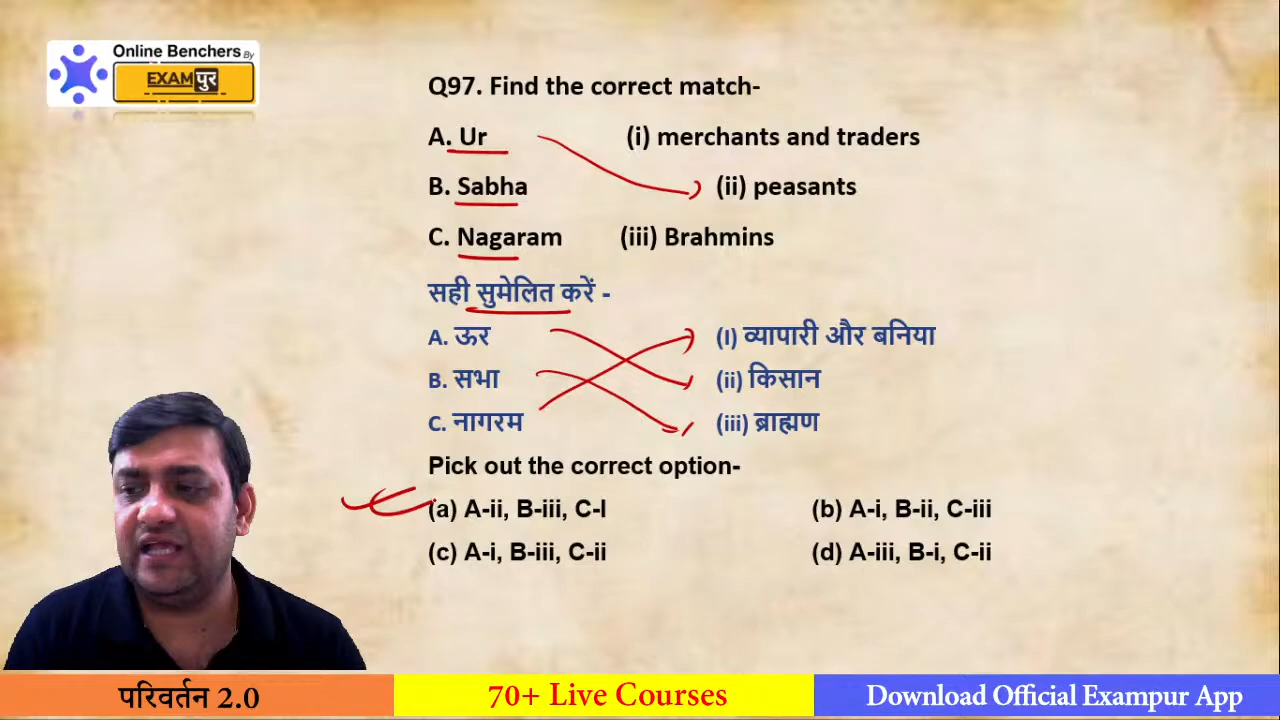 Online Benchers By
EXAMपुर
Q97. Find the correct match-
A. Ur (i) merchants and traders
B. Sabha (ii) peasants
C. Nagaram (iii) Brahmins
सही सुमेलित करें -
A. ऊर (I) व्यापारी और बनिया
B. सभा (ii) किसान
C. नागरम (iii) ब्राह्मण
Pick out the correct option-
(a) A-ii, B-iii, C-I (b) A-i, B-ii, C-iii
(c) A-i, B-iii, C-ii (d) A-iii, B-i, C-ii
परिवर्तन 2.0 70+ Live Courses Download Official Exampur App